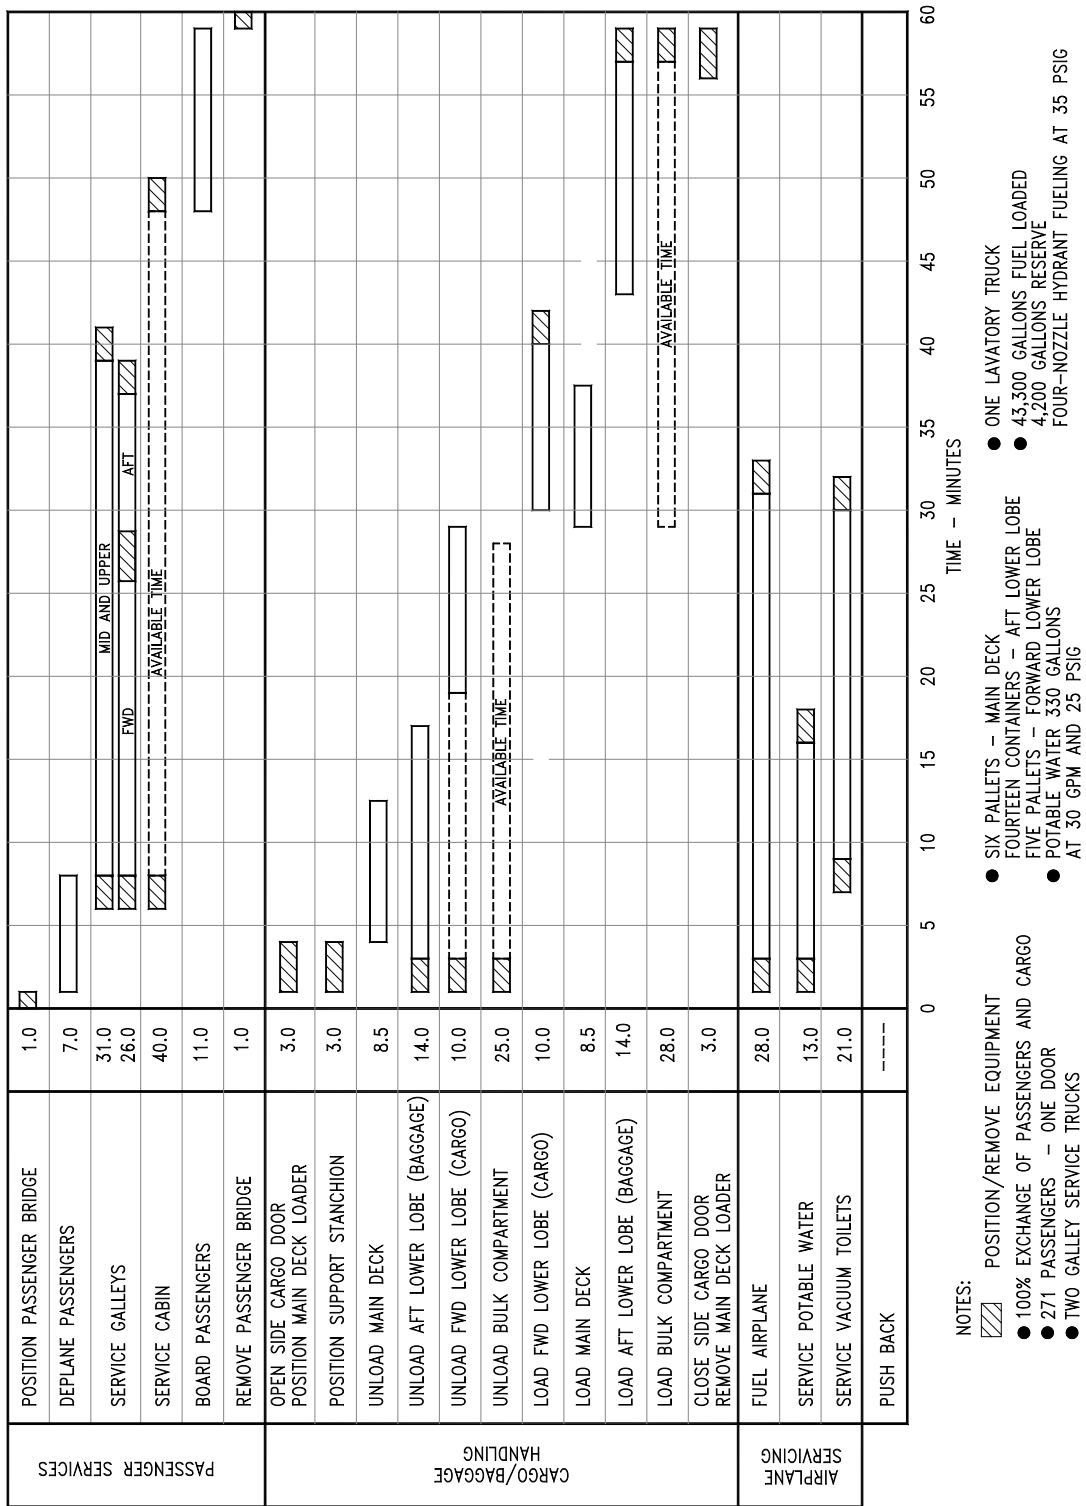 PASSENGER SERVICES
POSITION PASSENGER BRIDGE 1.0
DEPLANE PASSENGERS 7.0
SERVICE GALLEYS 31.0
26.0
MID AND UPPER
FWD AFT
SERVICE CABIN 40.0 AVAILABLE TIME
BOARD PASSENGERS 11.0
REMOVE PASSENGER BRIDGE 1.0
CARGO/BAGGAGE
HANDLING
OPEN SIDE CARGO DOOR
POSITION MAIN DECK LOADER 3.0
POSITION SUPPORT STANCHION 3.0
UNLOAD MAIN DECK 8.5
UNLOAD AFT LOWER LOBE (BAGGAGE) 14.0
UNLOAD FWD LOWER LOBE (CARGO) 10.0
UNLOAD BULK COMPARTMENT 25.0 AVAILABLE TIME
LOAD FWD LOWER LOBE (CARGO) 10.0
LOAD MAIN DECK 8.5
LOAD AFT LOWER LOBE (BAGGAGE) 14.0
LOAD BULK COMPARTMENT 28.0 AVAILABLE TIME
CLOSE SIDE CARGO DOOR
REMOVE MAIN DECK LOADER 3.0
AIRPLANE
SERVICING
FUEL AIRPLANE 28.0
SERVICE POTABLE WATER 13.0
SERVICE VACUUM TOILETS 21.0
PUSH BACK ----
0 5 10 15 20 25 30 35 40 45 50 55 60
TIME - MINUTES
NOTES:
POSITION/REMOVE EQUIPMENT
● 100% EXCHANGE OF PASSENGERS AND CARGO
● 271 PASSENGERS - ONE DOOR
● TWO GALLEY SERVICE TRUCKS
● SIX PALLETS - MAIN DECK
FOURTEEN CONTAINERS - AFT LOWER LOBE
FIVE PALLETS - FORWARD LOWER LOBE
● POTABLE WATER 330 GALLONS
AT 30 GPM AND 25 PSIG
● ONE LAVATORY TRUCK
● 43,300 GALLONS FUEL LOADED
4,200 GALLONS RESERVE
FOUR-NOZZLE HYDRANT FUELING AT 35 PSIG